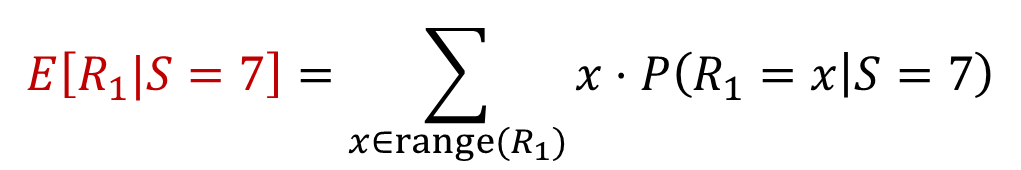 E[R₁|S = 7] = ∑ x · P(R₁ = x|S = 7)
x∈range(R₁)